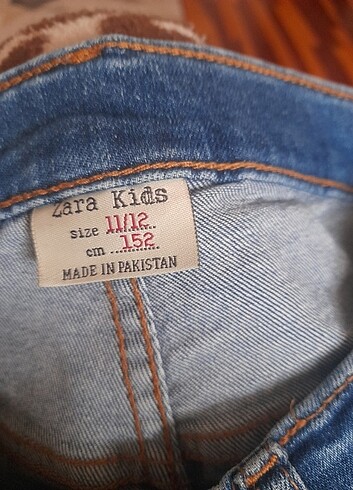 Zara Kids
size 11/12
cm 152
MADE IN PAKISTAN